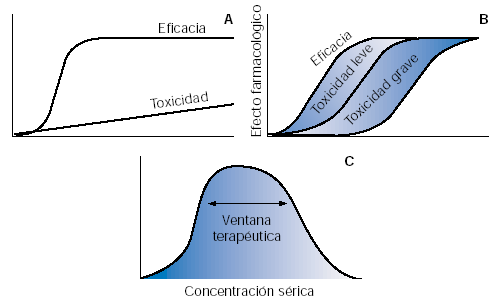 A
Eficacia
Toxicidad
B
Efecto farmacológico
Eficacia
Toxicidad leve
Toxicidad grave
C
Ventana
terapéutica
Concentración sérica